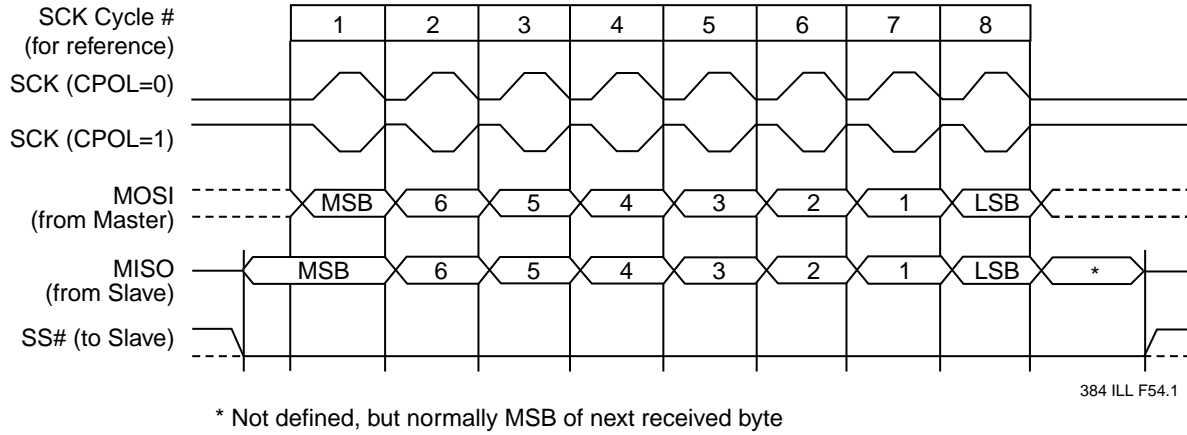 SCK Cycle #
(for reference)
1 2 3 4 5 6 7 8
SCK (CPOL=0)
SCK (CPOL=1)
MOSI
(from Master)
MSB 6 5 4 3 2 1 LSB
MISO
(from Slave)
MSB 6 5 4 3 2 1 LSB *
SS# (to Slave)
384 ILL F54.1
* Not defined, but normally MSB of next received byte